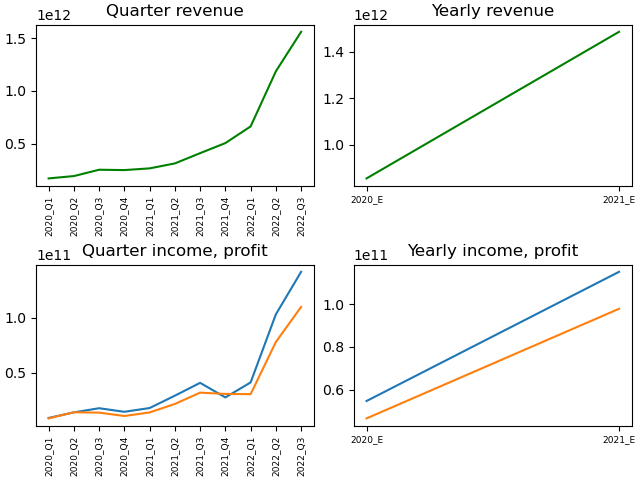 Quarter revenue
1e12
1.5
1.0
0.5
2020_Q1
2020_Q2
2020_Q3
2020_Q4
2021_Q1
2021_Q2
2021_Q3
2021_Q4
2022_Q1
2022_Q2
2022_Q3
Yearly revenue
1e12
1.4
1.2
1.0
2020_E
2021_E
Quarter income, profit
1e11
1.0
0.5
2020_Q1
2020_Q2
2020_Q3
2020_Q4
2021_Q1
2021_Q2
2021_Q3
2021_Q4
2022_Q1
2022_Q2
2022_Q3
Yearly income, profit
1e11
1.0
0.8
0.6
2020_E
2021_E